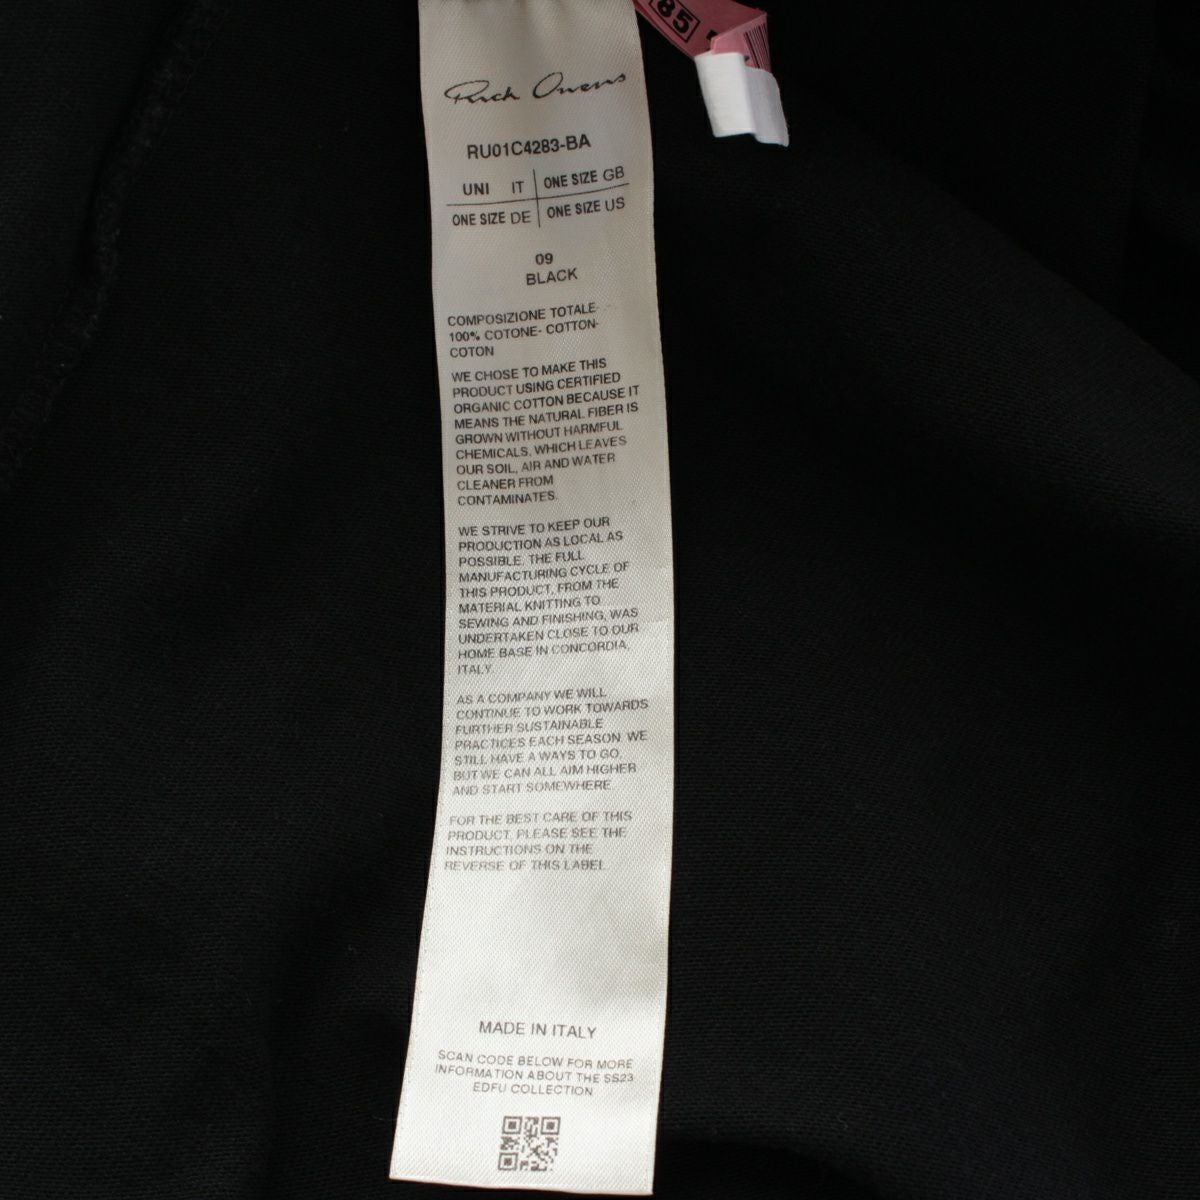 85
Rick Owens
RU01C4283-BA
UNI IT ONE SIZE GB
ONE SIZE DE ONE SIZE US
09
BLACK
COMPOSIZIONE TOTALE-
100% COTONE- COTTON-
COTON
WE CHOSE TO MAKE THIS
PRODUCT USING CERTIFIED
ORGANIC COTTON BECAUSE IT
MEANS THE NATURAL FIBER IS
GROWN WITHOUT HARMFUL
CHEMICALS, WHICH LEAVES
OUR SOIL, AIR AND WATER
CLEANER FROM
CONTAMINATES.
WE STRIVE TO KEEP OUR
PRODUCTION AS LOCAL AS
POSSIBLE. THE FULL
MANUFACTURING CYCLE OF
THIS PRODUCT, FROM THE
MATERIAL KNITTING TO
SEWING AND FINISHING, WAS
UNDERTAKEN CLOSE TO OUR
HOME BASE IN CONCORDIA,
ITALY.
AS A COMPANY WE WILL
CONTINUE TO WORK TOWARDS
FURTHER SUSTAINABLE
PRACTICES EACH SEASON. WE
STILL HAVE A WAYS TO GO,
BUT WE CAN ALL AIM HIGHER
AND START SOMEWHERE.
FOR THE BEST CARE OF THIS
PRODUCT, PLEASE SEE THE
INSTRUCTIONS ON THE
REVERSE OF THIS LABEL.
MADE IN ITALY
SCAN CODE BELOW FOR MORE
INFORMATION ABOUT THE SS23
EDFU COLLECTION